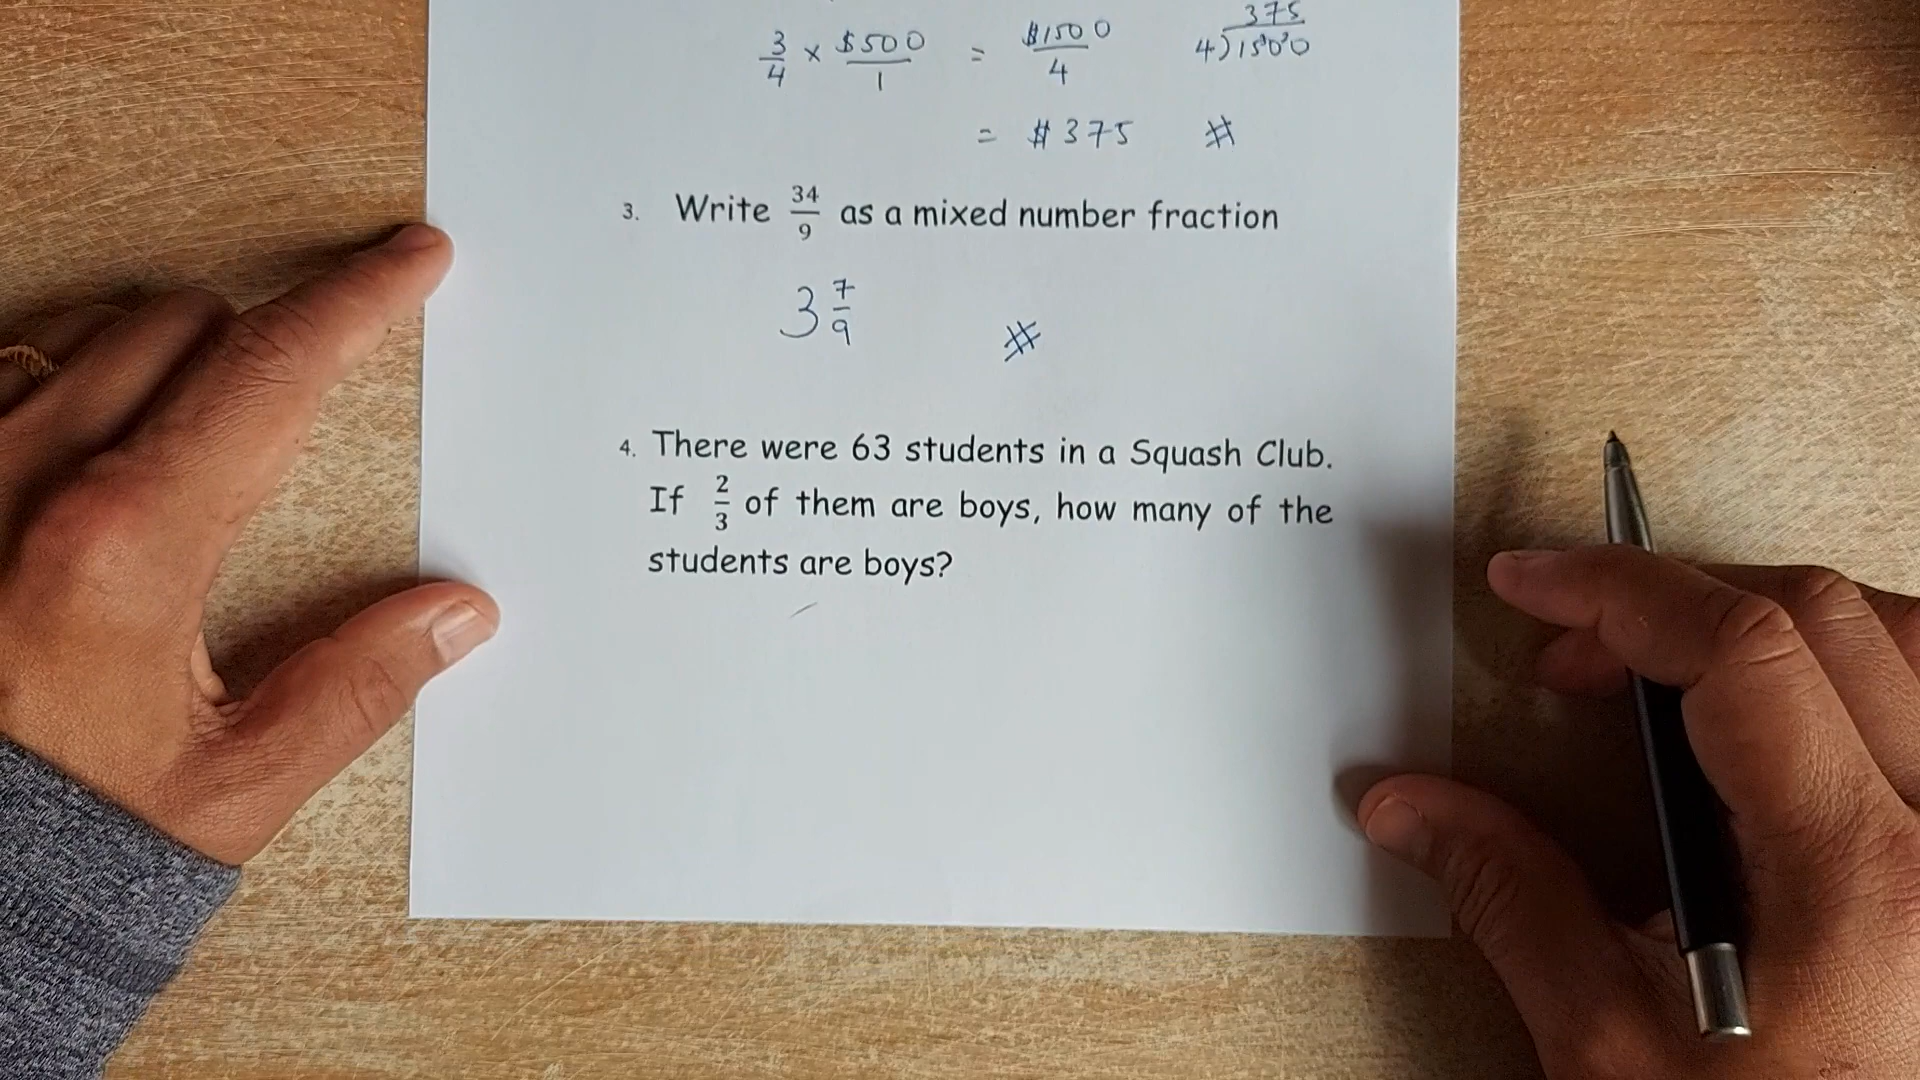 375
3/4 × $500/1 = $1500/4 4)15³0²0
= $375 #
3. Write 34/9 as a mixed number fraction
3 7/9 #
4. There were 63 students in a Squash Club.
If 2/3 of them are boys, how many of the
students are boys?